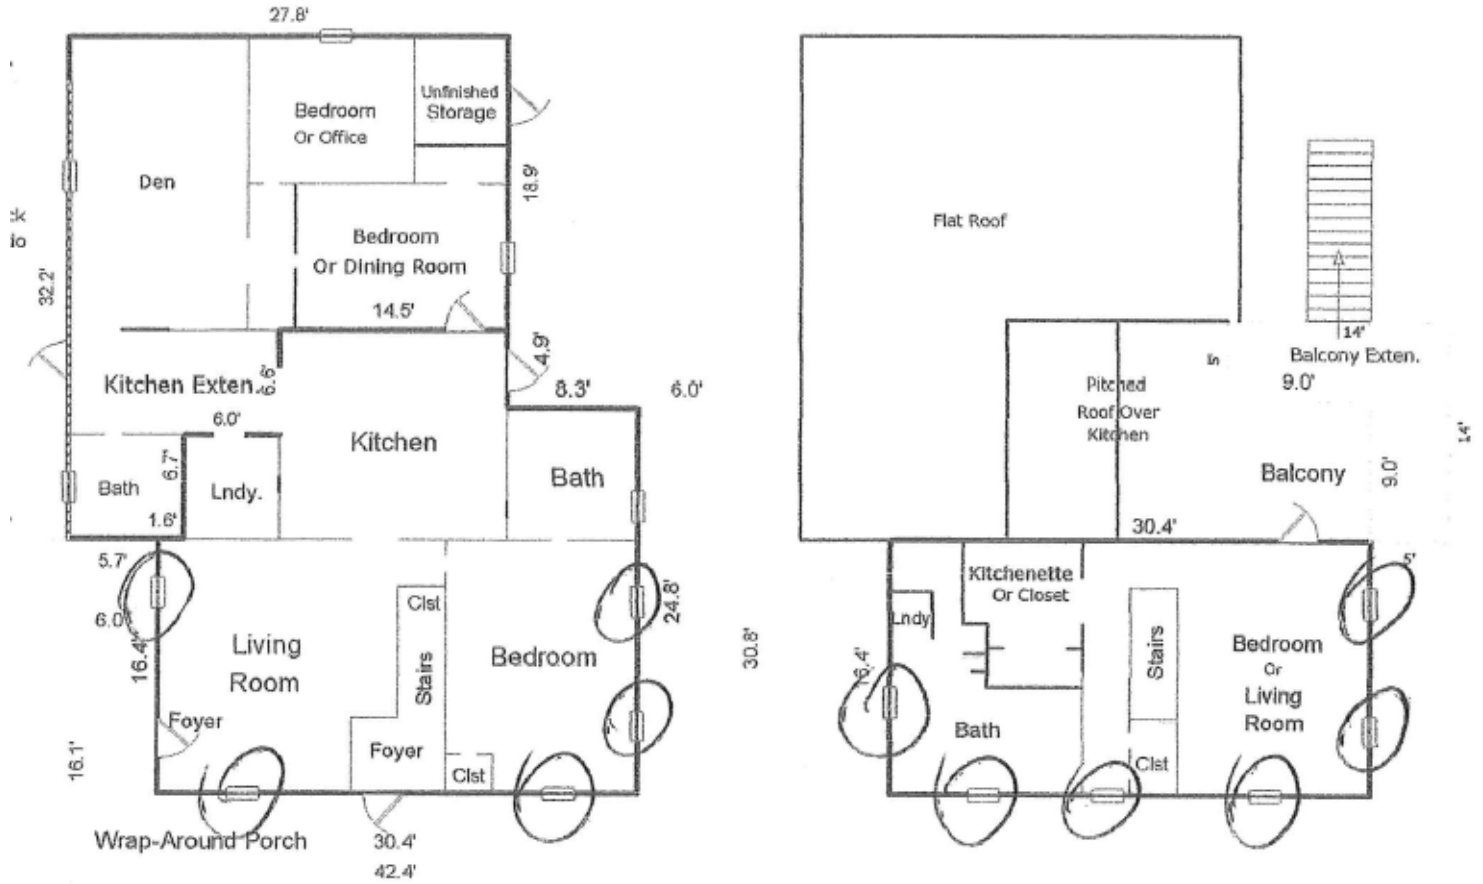 27.8'
Unfinished
Storage
Bedroom
Or Office
Den
18.9'
Bedroom
Or Dining Room
32.2'
14.5'
4.9'
Kitchen Exten.
6.6'
8.3'
6.0'
6.0'
Kitchen
6.7'
Bath
Lndy.
Bath
1.6'
5.7'
Clst
24.8'
6.0'
16.4'
Living
Room
Stairs
Bedroom
Foyer
Foyer
16.1'
Clst
Wrap-Around Porch
30.4'
42.4'
Flat Roof
14'
Balcony Exten.
9.0'
Pitched
Roof Over
Kitchen
14'
Balcony
9.0'
30.4'
5'
Kitchenette
Or Closet
Lndy
30.8'
16.4'
Stairs
Bedroom
Or
Living
Room
Bath
Clst